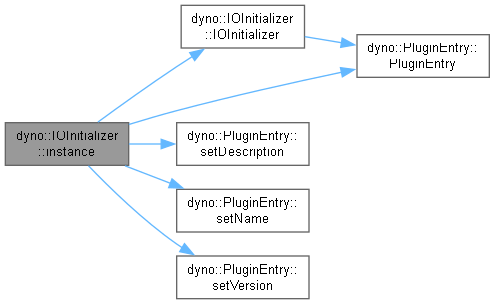 dyno::IOInitializer
::IOInitializer
dyno::PluginEntry::
PluginEntry
dyno::IOInitializer
::instance
dyno::PluginEntry::
setDescription
dyno::PluginEntry::
setName
dyno::PluginEntry::
setVersion